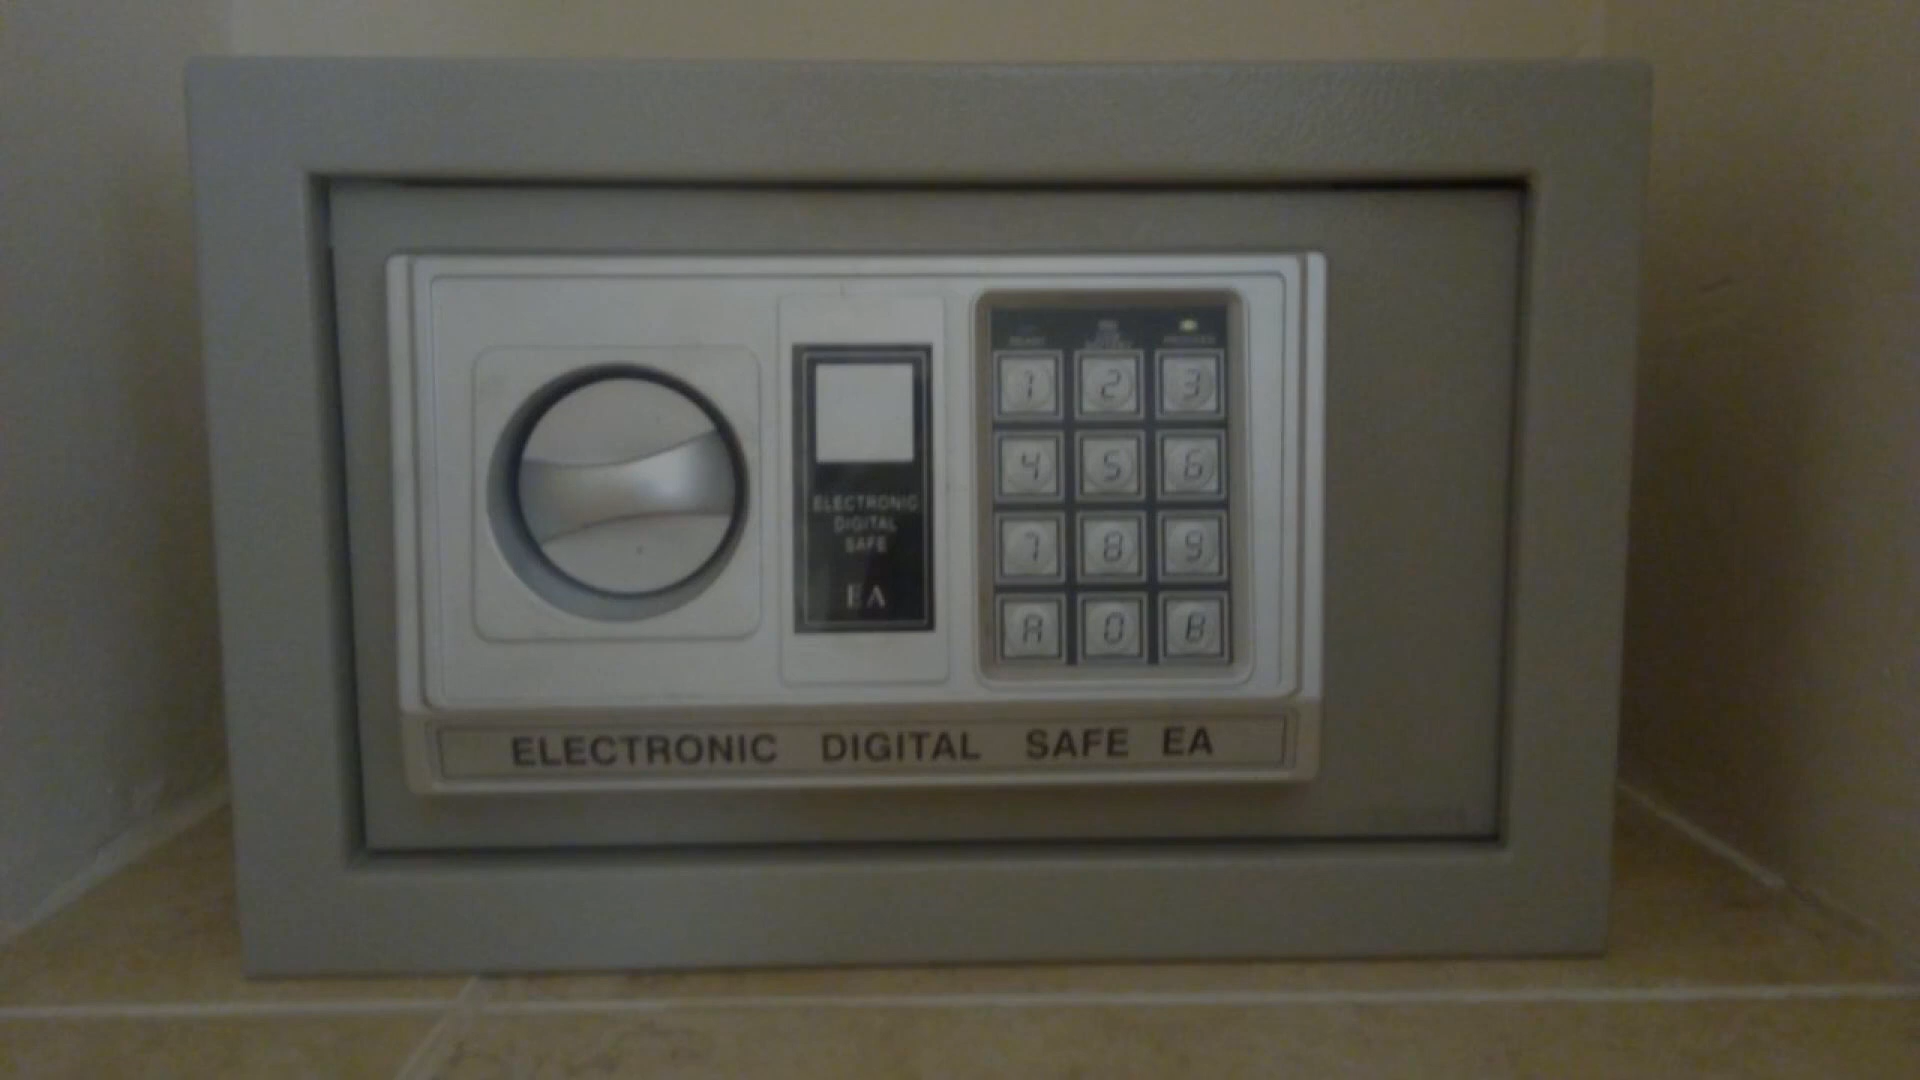 ELECTRONIC
DIGITAL
SAFE
EA
1 2 3
4 5 6
7 8 9
A 0 B
ELECTRONIC DIGITAL SAFE EA